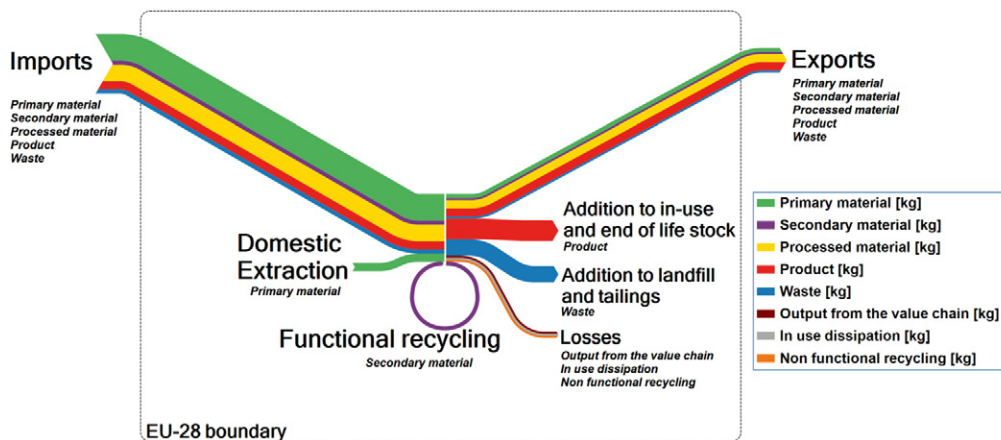 Imports
Primary material
Secondary material
Processed material
Product
Waste
Exports
Primary material
Secondary material
Processed material
Product
Waste
Primary material [kg]
Secondary material [kg]
Processed material [kg]
Product [kg]
Waste [kg]
Output from the value chain [kg]
In use dissipation [kg]
Non functional recycling [kg]
Addition to in-use
and end of life stock
Product
Domestic
Extraction
Primary material
Addition to landfill
and tailings
Waste
Functional recycling
Secondary material
Losses
Output from the value chain
In use dissipation
Non functional recycling
EU-28 boundary